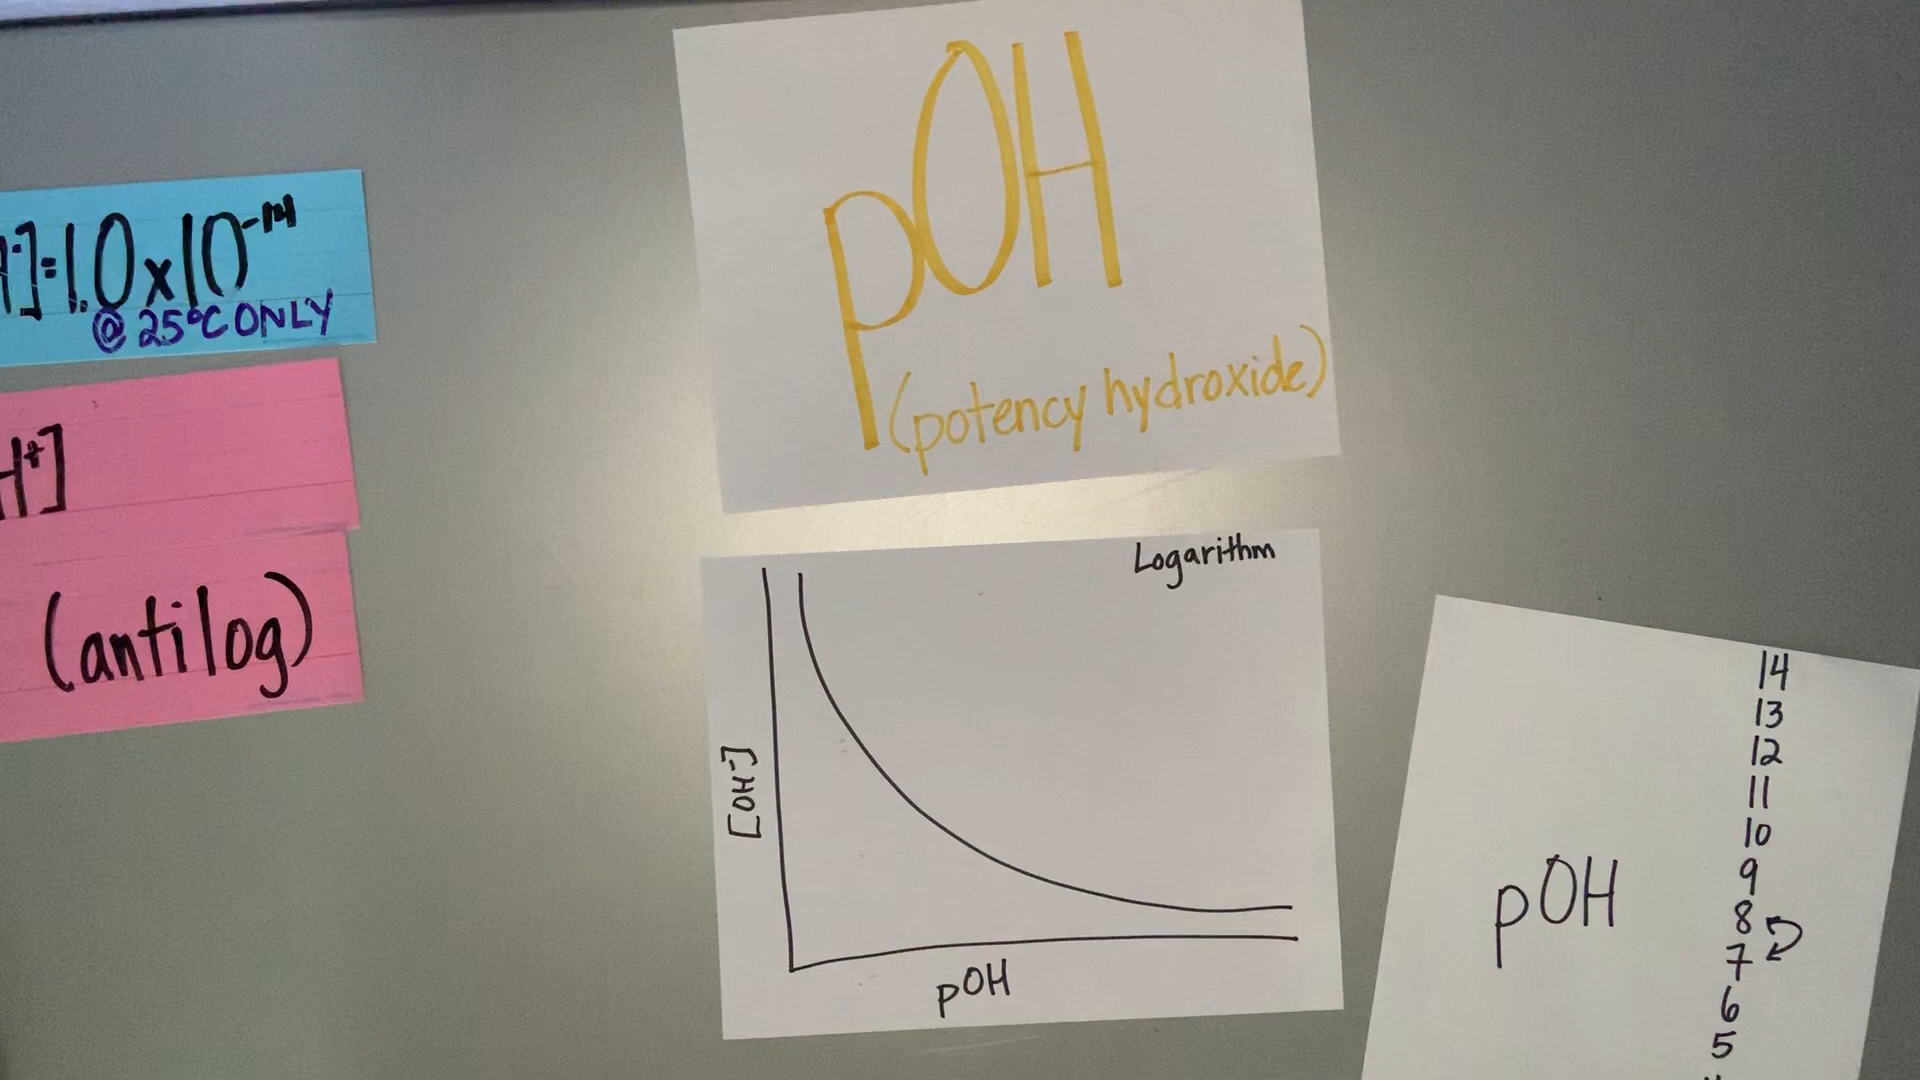 ]=1.0x10⁻¹⁴
@ 25°C ONLY
H⁺]
(antilog)
pOH
(potency hydroxide)
Logarithm
[OH⁻]
pOH
14
13
12
11
10
9
8
7
6
5
pOH